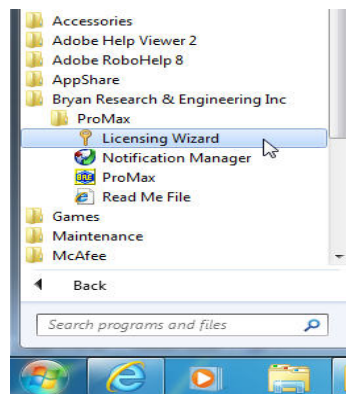 Accessories
Adobe Help Viewer 2
Adobe RoboHelp 8
AppShare
Bryan Research & Engineering Inc
ProMax
Licensing Wizard
Notification Manager
ProMax
Read Me File
Games
Maintenance
McAfee
Back
Search programs and files